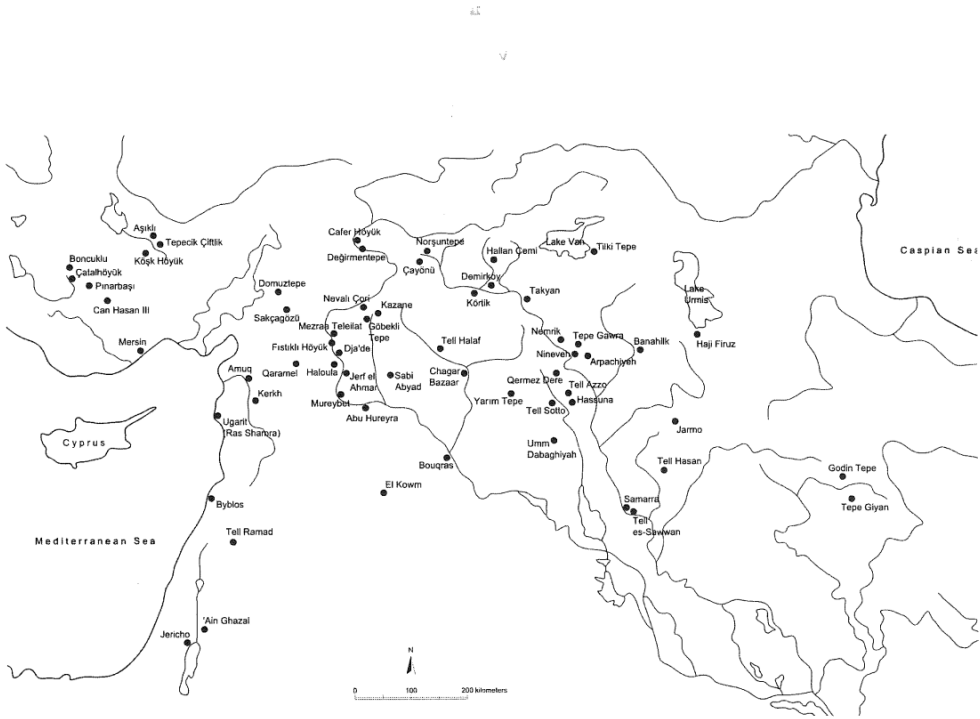 Aşıklı
Tepecik Çiftlik
Köşk Höyük
Boncuklu
Çatalhöyük
Pınarbaşı
Can Hasan III
Mersin
Domuztepe
Sakçagözü
Cafer Höyük
Değirmentepe
Norşuntepe
Çayönü
Hallan Çemi
Lake Van
Tilki Tepe
Demirköy
Körtik
Takyan
Caspian Sea
Lake
Urmis
Haji Firuz
Nevalı Çori
Kazane
Göbekli
Tepe
Mezraa Teleilat
Fıstıklı Höyük
Dja'de
Tell Halaf
Nemrik
Tepe Gawra
Banahilk
Nineveh
Arpachiyeh
Amuq
Qaramel
Haloula
Jerf el
Ahmar
Sabi
Abyad
Chagar
Bazaar
Qermez Dere
Tell Azzo
Hassuna
Yarim Tepe
Tell Sotto
Kerkh
Mureybet
Abu Hureyra
Ugarit
(Ras Shamra)
Cyprus
Umm
Dabaghiyah
Jarmo
Bouqras
Tell Hasan
Godin Tepe
El Kowm
Tepe Giyan
Byblos
Samarra
Tell
es-Sawwan
Mediterranean Sea
Tell Ramad
'Ain Ghazal
Jericho
N
0 100 200 kilometers